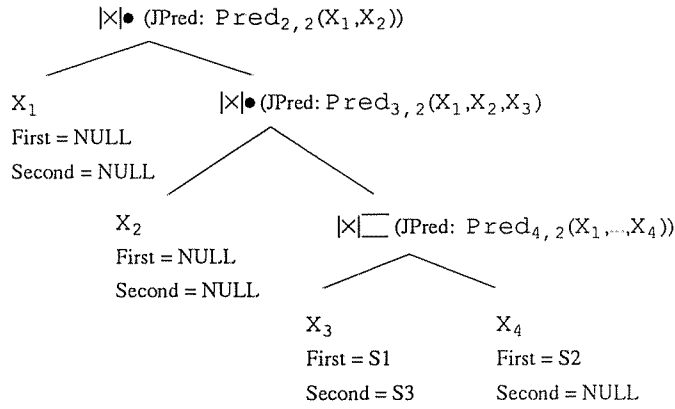 |×|● (JPred: Pred2,2(X1,X2))
X1
|×|● (JPred: Pred3,2(X1,X2,X3)
First = NULL
Second = NULL
X2
|×| (JPred: Pred4,2(X1,...,X4))
First = NULL
Second = NULL
X3
X4
First = S1
First = S2
Second = S3
Second = NULL